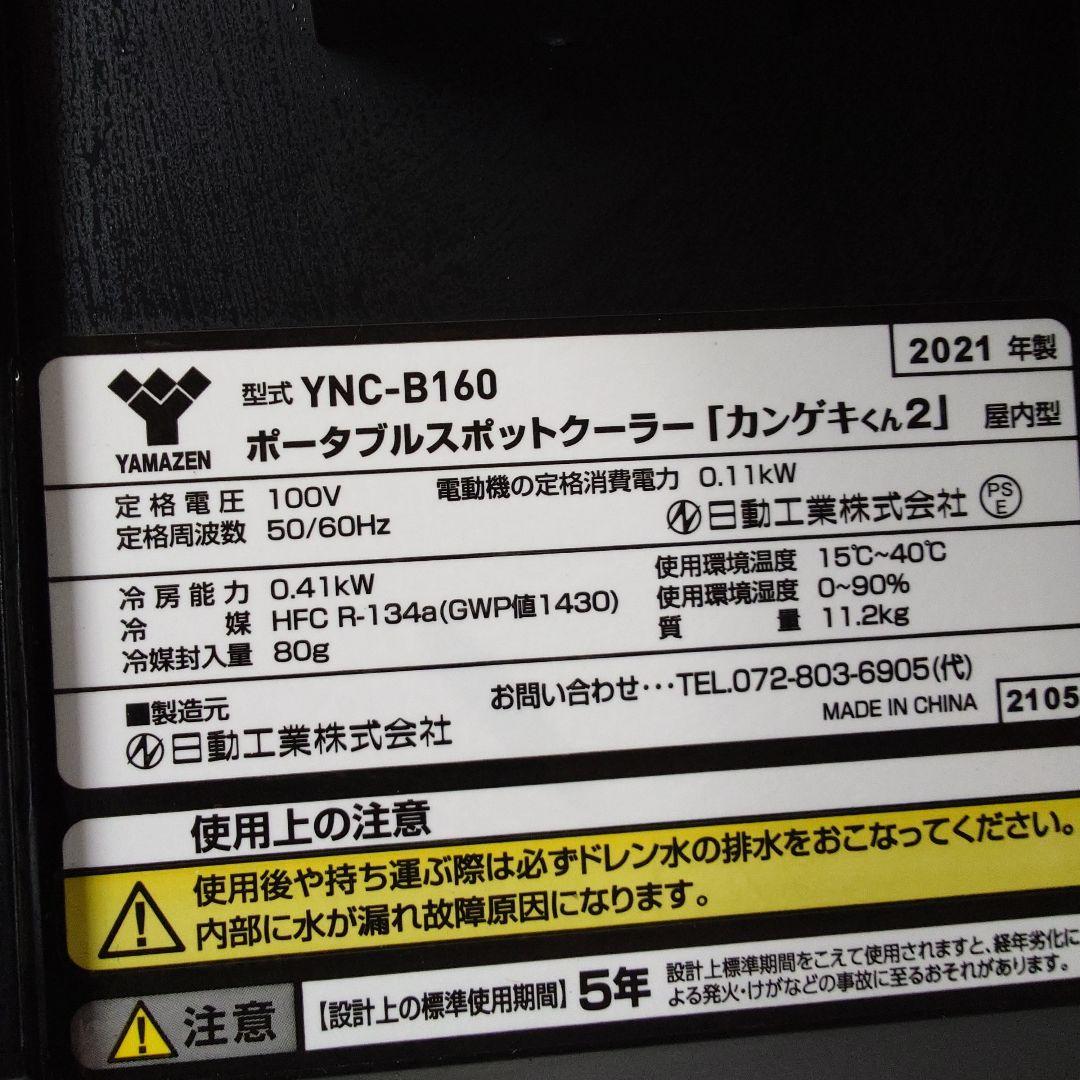 2021 年製
型式 YNC-B160
YAMAZEN
ポータブルスポットクーラー「カンゲキくん2」 屋内型
定格電圧 100V
定格周波数 50/60Hz
電動機の定格消費電力 0.11kW
日動工業株式会社 PSE
冷房能力 0.41kW
冷媒 HFC R-134a(GWP値1430)
冷媒封入量 80g
使用環境温度 15℃~40℃
使用環境湿度 0~90%
質量 11.2kg
■製造元
日動工業株式会社
お問い合わせ・・・TEL.072-803-6905(代)
MADE IN CHINA 2105
使用上の注意
使用後や持ち運ぶ際は必ずドレン水の排水をおこなってください。
内部に水が漏れ故障原因になります。
注意
【設計上の標準使用期間】5年
設計上標準期間をこえて使用されますと、経年劣化に
よる発火・けがなどの事故に至るおそれがあります。